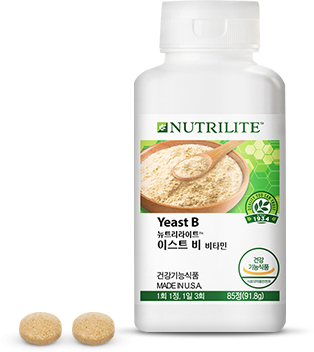 NUTRILITE™
Yeast B
뉴트리라이트™
이스트 비 비타민
1934
건강
기능식품
건강기능식품
MADE IN U.S.A.
1회 1정, 1일 3회 85정(91.8g)